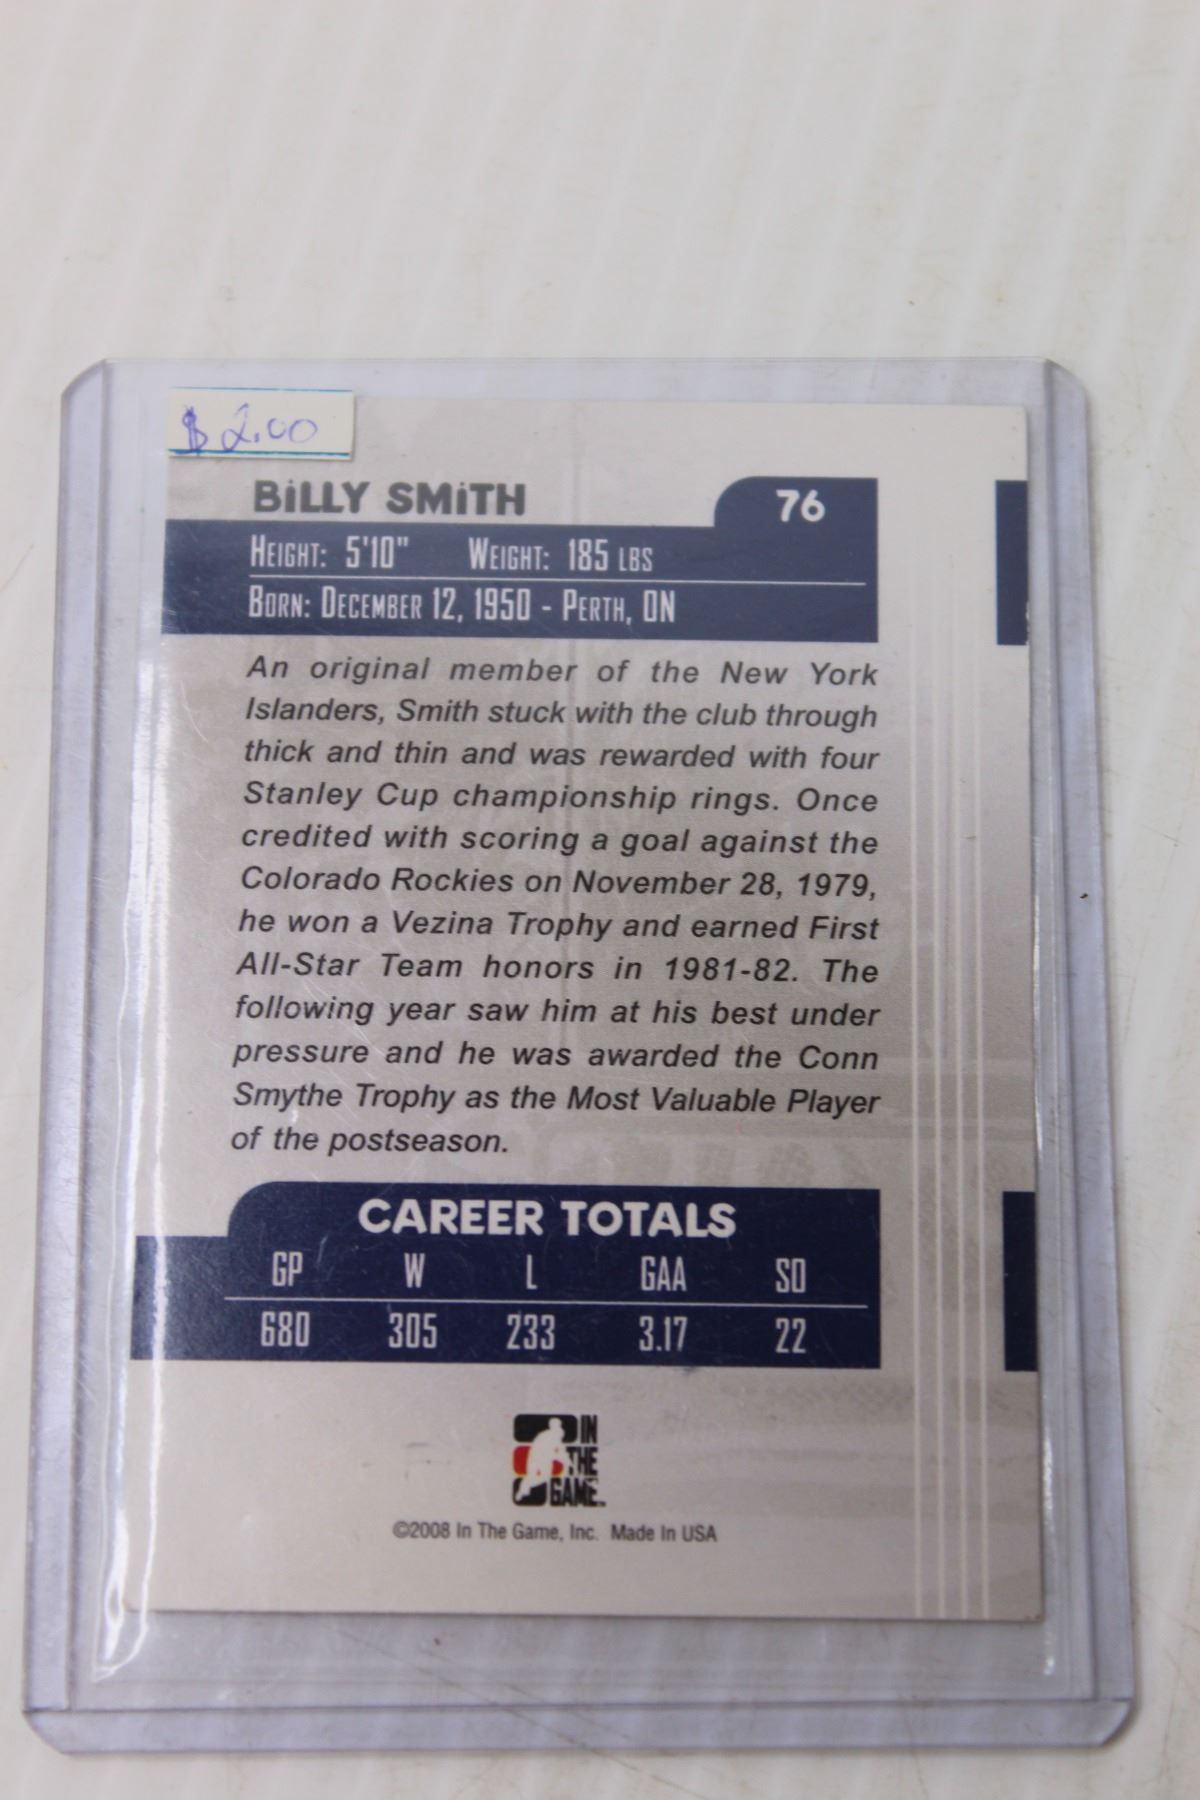 $ 2.00
BiLLY SMiTH
76
HEIGHT: 5'10" WEIGHT: 185 LBS
BORN: DECEMBER 12, 1950 - PERTH, ON
An original member of the New York
Islanders, Smith stuck with the club through
thick and thin and was rewarded with four
Stanley Cup championship rings. Once
credited with scoring a goal against the
Colorado Rockies on November 28, 1979,
he won a Vezina Trophy and earned First
All-Star Team honors in 1981-82. The
following year saw him at his best under
pressure and he was awarded the Conn
Smythe Trophy as the Most Valuable Player
of the postseason.
CAREER TOTALS
GP W L GAA SO
680 305 233 3.17 22
IN
THE
GAME™
©2008 In The Game, Inc. Made In USA